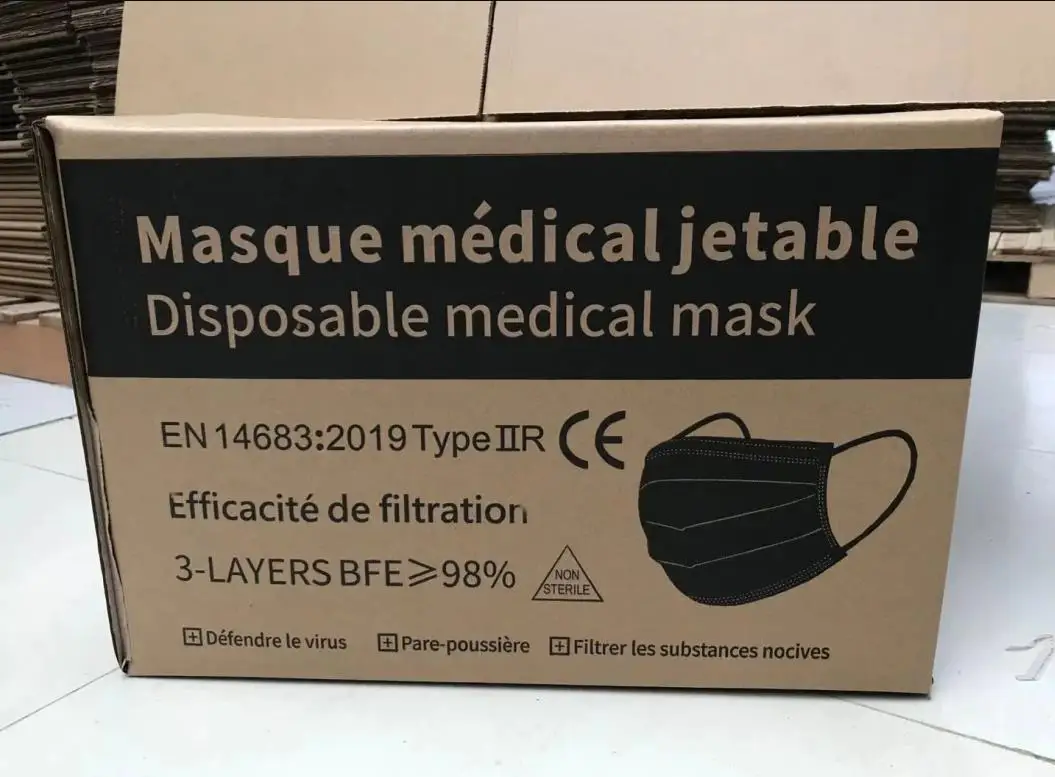 Masque médical jetable
Disposable medical mask
EN 14683:2019 Type IIR CE
Efficacité de filtration
3-LAYERS BFE⩾98%
NON
STERILE
Défendre le virus Pare-poussière Filtrer les substances nocives